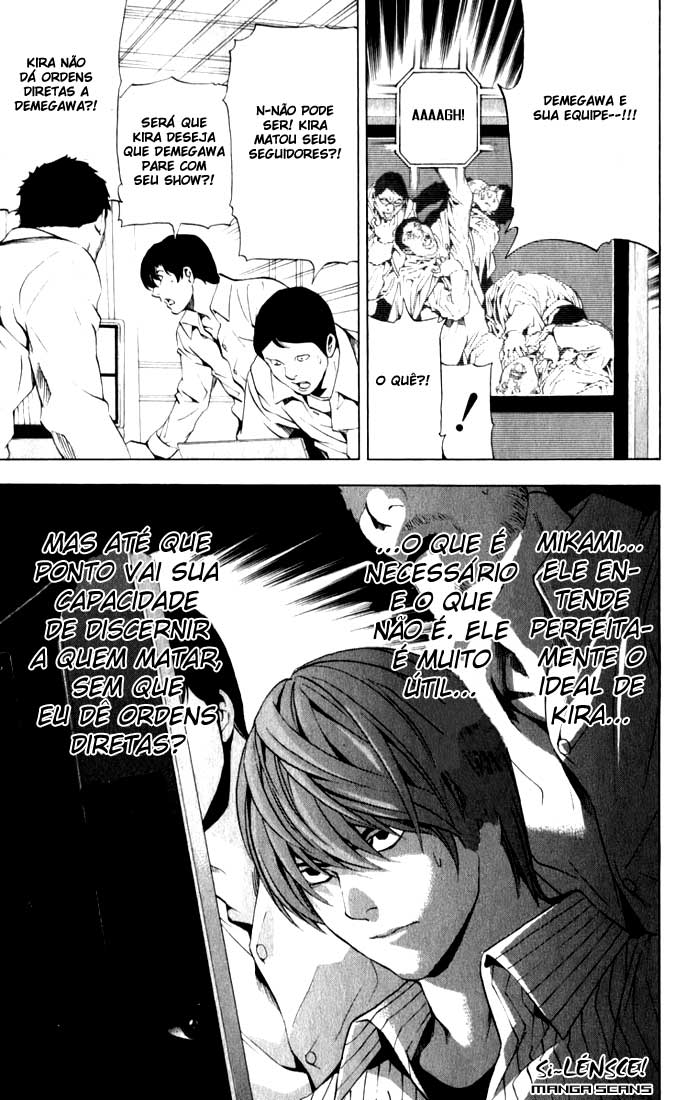 DEMEGAWA E
SUA EQUIPE--!!!
AAAAGH!
O QUÊ?!
!
N-NÃO PODE
SER! KIRA
MATOU SEUS
SEGUIDORES?!
SERÁ QUE
KIRA DESEJA
QUE DEMEGAWA
PARE COM
SEU SHOW?!
KIRA NÃO
DÁ ORDENS
DIRETAS A
DEMEGAWA?!
MIKAMI...
ELE EN-
TENDE
PERFEITA-
MENTE O
IDEAL DE
KIRA...
...O QUE É
NECESSÁRIO
E O QUE
NÃO É. ELE
É MUITO
ÚTIL...
MAS ATÉ QUE
PONTO VAI SUA
CAPACIDADE
DE DISCERNIR
A QUEM MATAR,
SEM QUE
EU DÊ ORDENS
DIRETAS?
Si~LÉNSCE!
MANGA SCANS